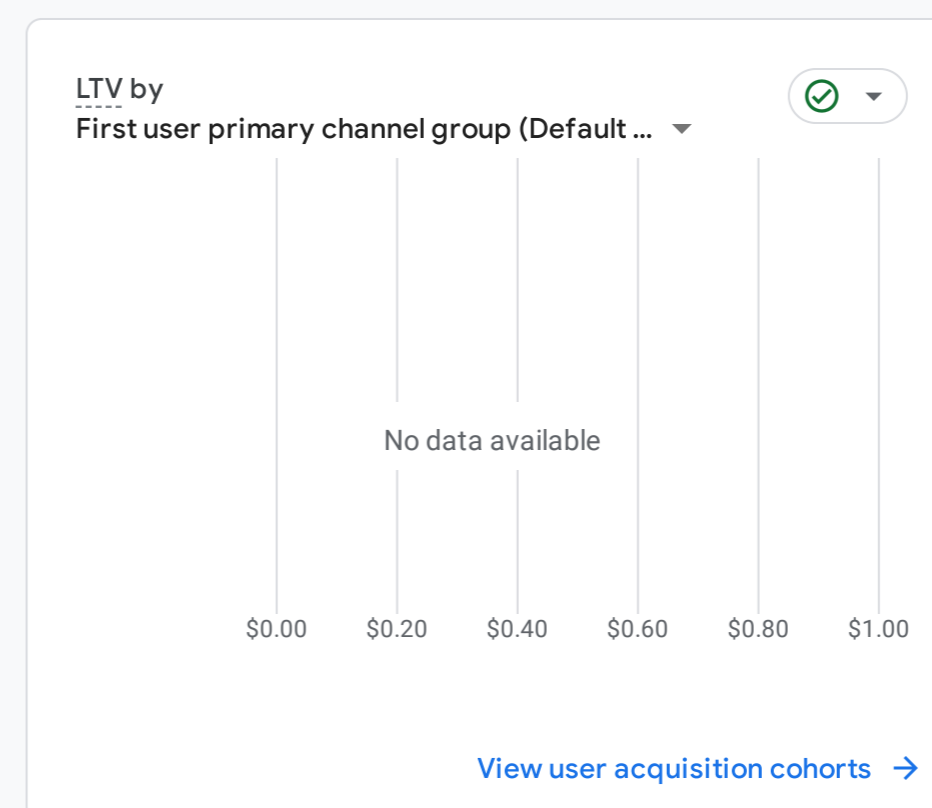 LTV by
First user primary channel group (Default ...
No data available
$0.00 $0.20 $0.40 $0.60 $0.80 $1.00
View user acquisition cohorts